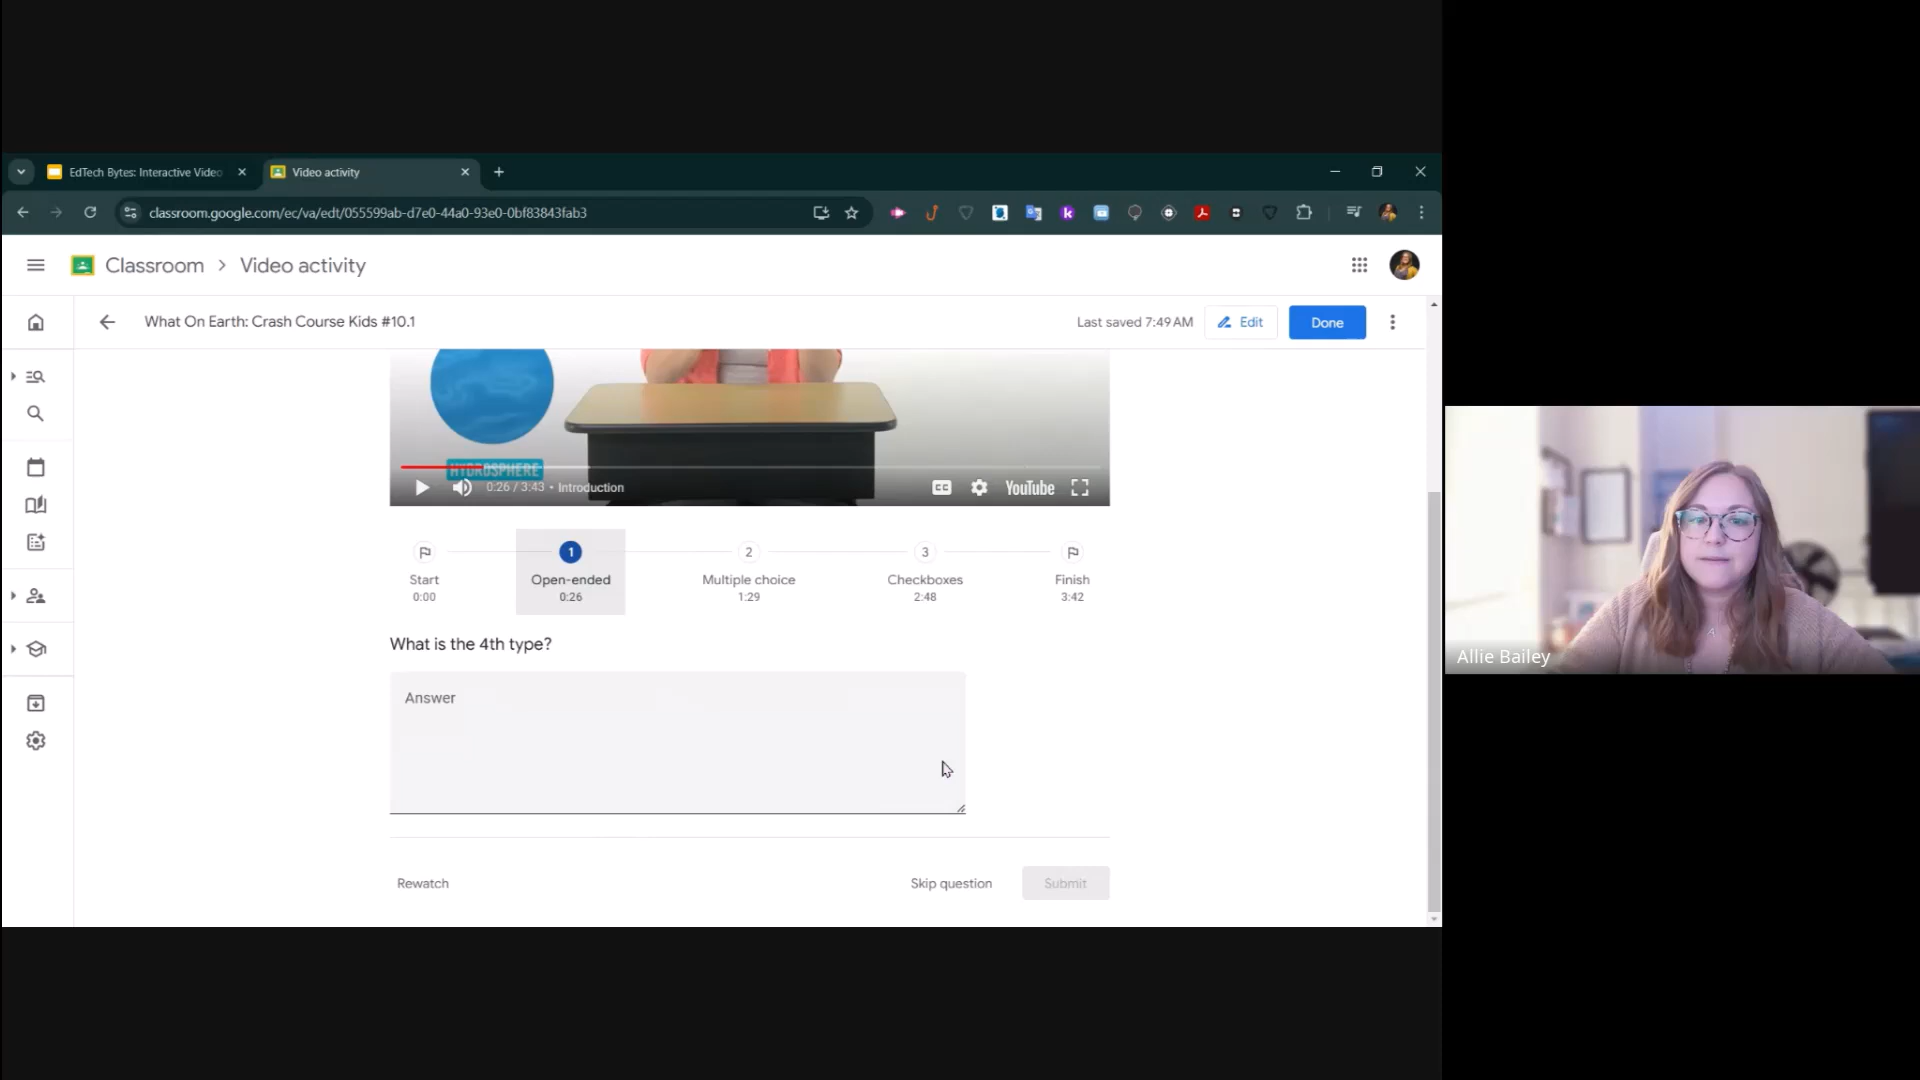 EdTech Bytes: Interactive Video
Video activity
classroom.google.com/ec/va/edt/055599ab-d7e0-44a0-93e0-0bf83843fab3
Classroom > Video activity
What On Earth: Crash Course Kids #10.1
Last saved 7:49 AM
Edit
Done
HYDROSPHERE
0:26 / 3:43 • Introduction
CC
YouTube
1
2
3
Start
Open-ended
Multiple choice
Checkboxes
Finish
0:00
0:26
1:29
2:48
3:42
What is the 4th type?
Answer
Rewatch
Skip question
Submit
Allie Bailey